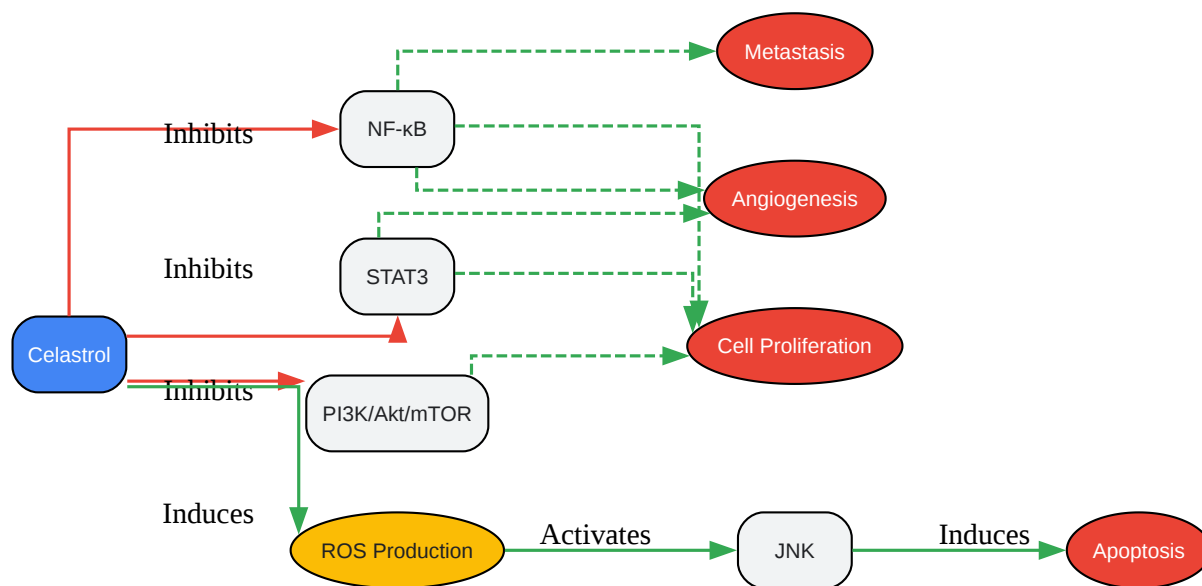 Metastasis
NF-κB
Inhibits
Angiogenesis
Inhibits
STAT3
Celastrol
Cell Proliferation
Inhibits
PI3K/Akt/mTOR
Induces
Activates
Induces
ROS Production
JNK
Apoptosis